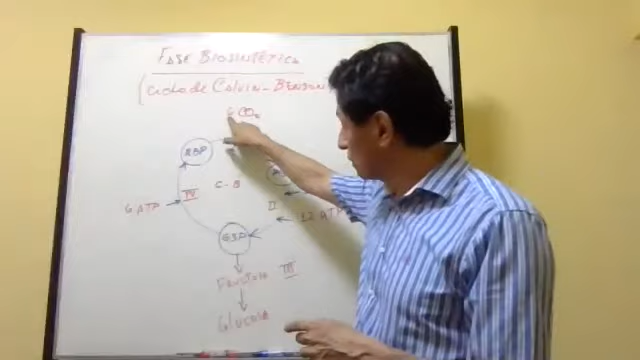 FASE BIOSINTÉTICA
(Ciclo de Calvin-Benson
6 CO₂
RBP
C-B
6 ATP
IV
II
12 ATP
G3P
Fructosa III
Glucosa